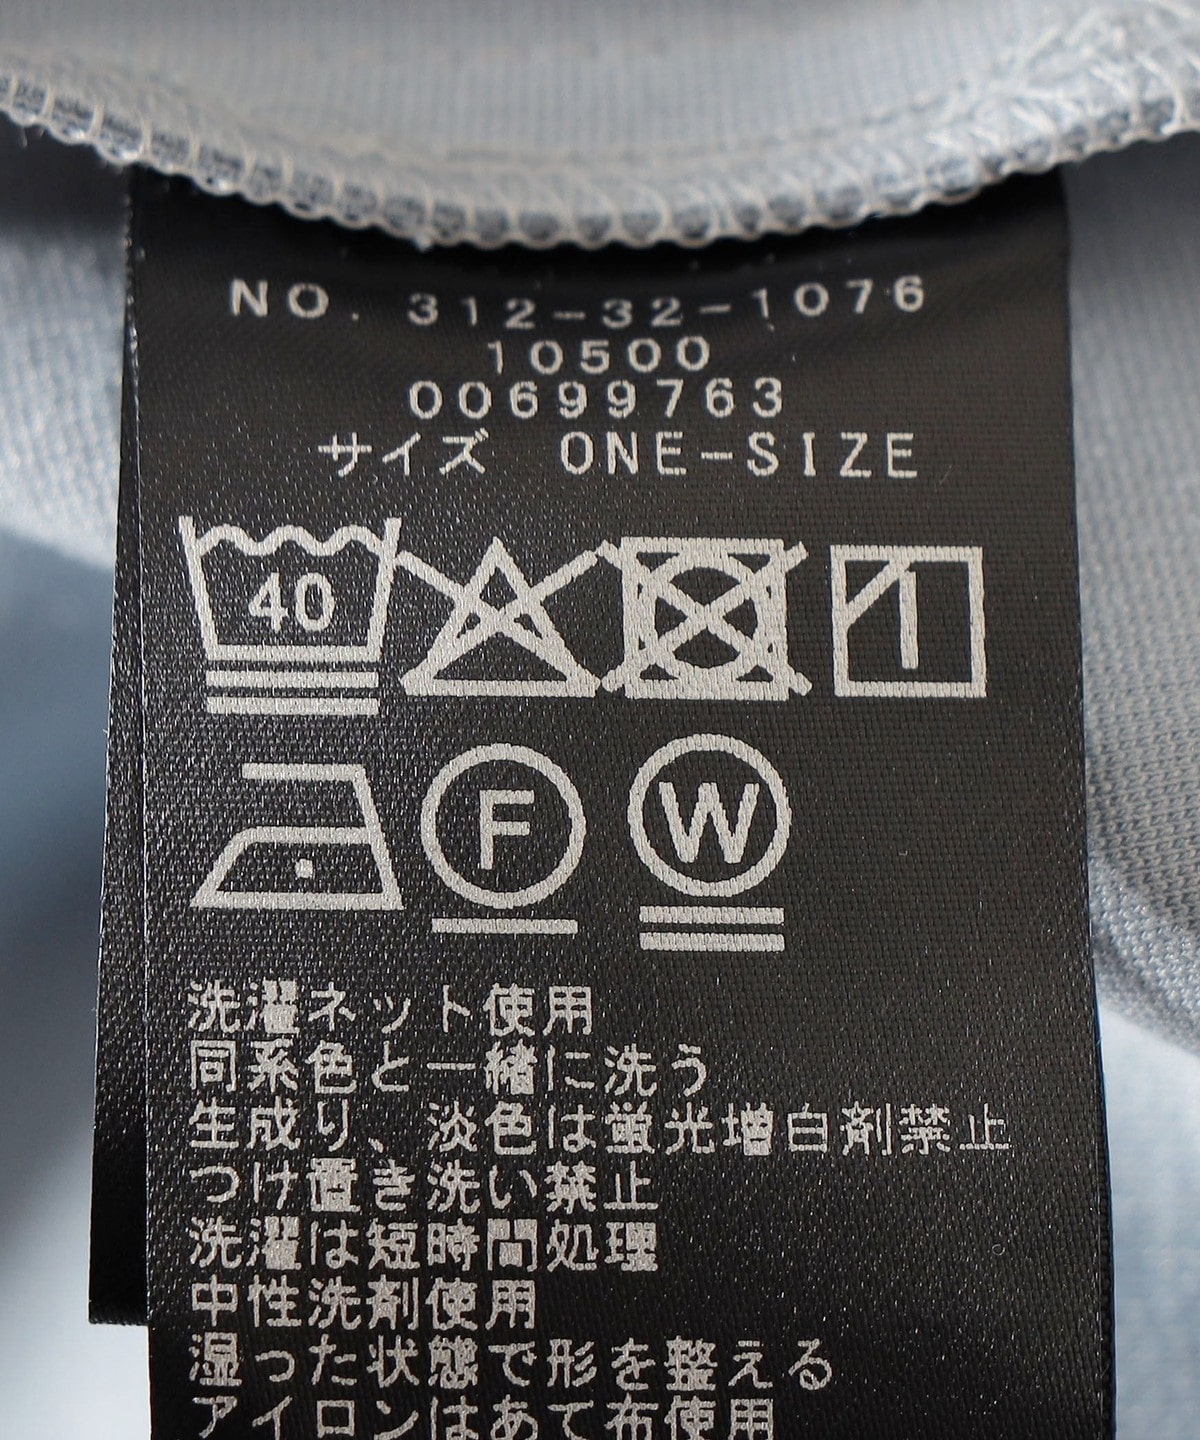 NO. 312-32-1076
10500
00699763
サイズ ONE-SIZE
40
F
W
洗濯ネット使用
同系色と一緒に洗う
生成り、淡色は蛍光増白剤禁止
つけ置き洗い禁止
洗濯は短時間処理
中性洗剤使用
湿った状態で形を整える
アイロンはあて布使用